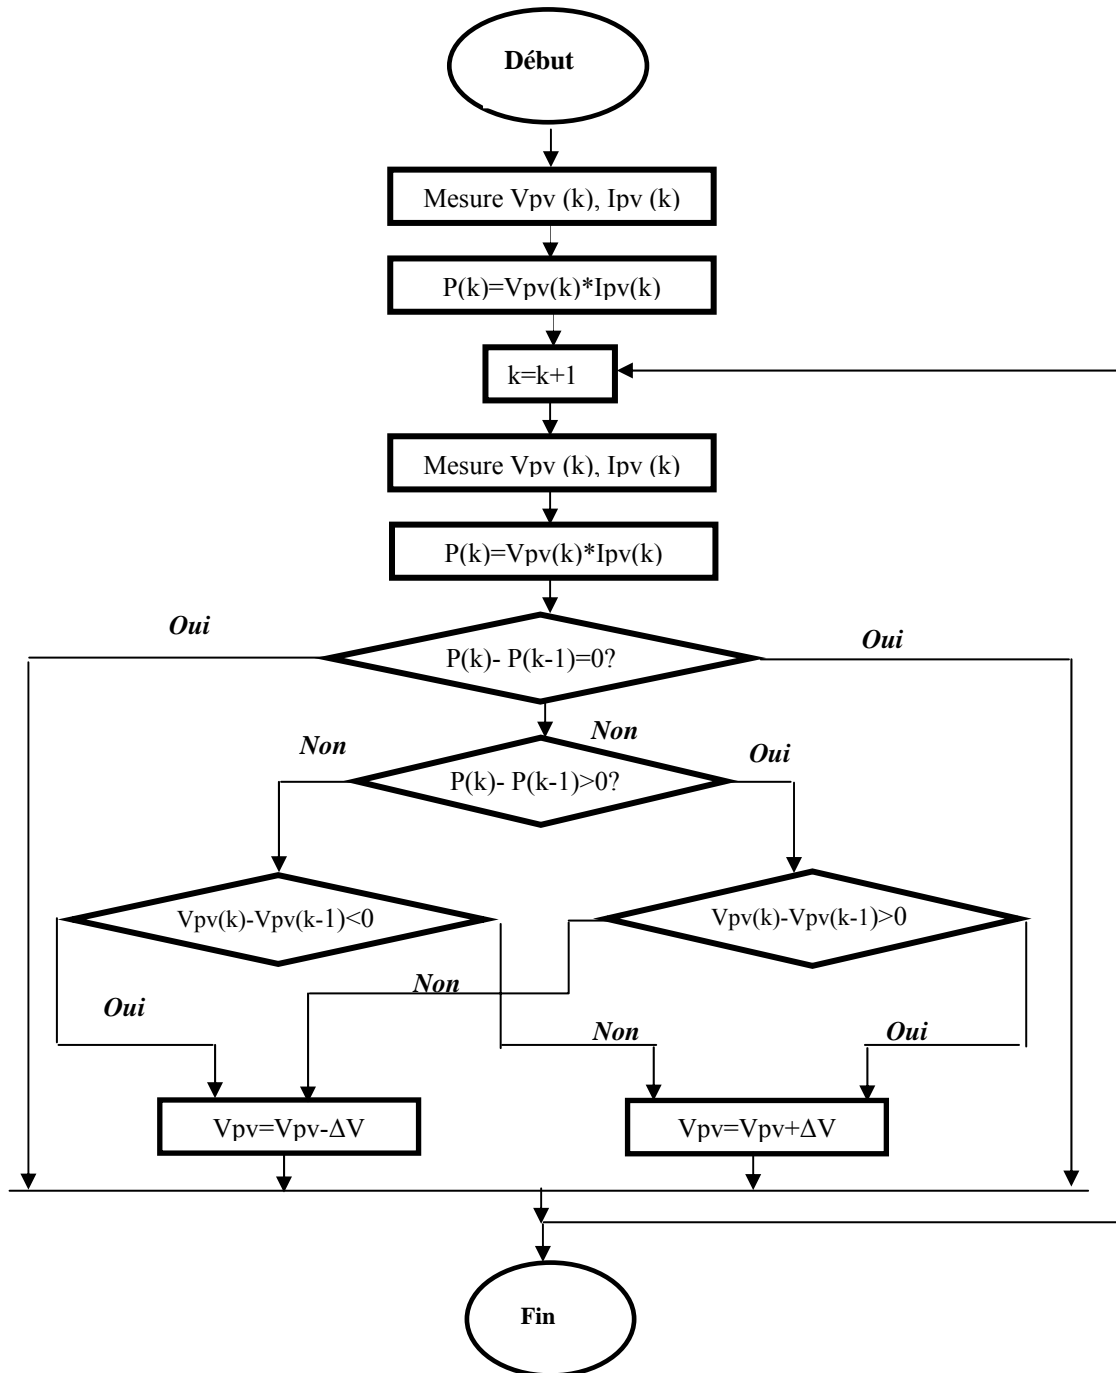 Début
Mesure Vpv (k), Ipv (k)
P(k)=Vpv(k)*Ipv(k)
k=k+1
Mesure Vpv (k), Ipv (k)
P(k)=Vpv(k)*Ipv(k)
Oui
P(k)- P(k-1)=0?
Oui
Non
Non
Oui
P(k)- P(k-1)>0?
Vpv(k)-Vpv(k-1)<0
Vpv(k)-Vpv(k-1)>0
Non
Oui
Non
Oui
Vpv=Vpv-ΔV
Vpv=Vpv+ΔV
Fin